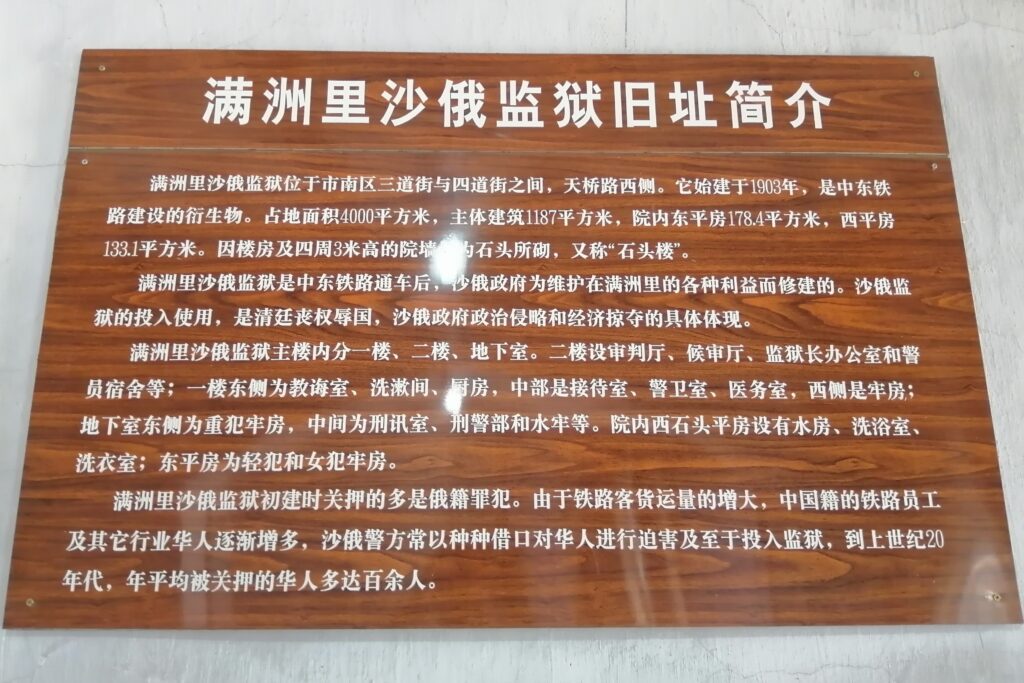 满洲里沙俄监狱旧址简介
满洲里沙俄监狱位于市南区三道街与四道街之间，天桥路西侧。它始建于1903年，是中东铁
路建设的衍生物。占地面积4000平方米，主体建筑1187平方米，院内东平房178.4平方米，西平房
133.1平方米。因楼房及四周3米高的院墙为石头所砌，又称“石头楼”。
满洲里沙俄监狱是中东铁路通车后，沙俄政府为维护在满洲里的各种利益而修建的。沙俄监
狱的投入使用，是清廷丧权辱国，沙俄政府政治侵略和经济掠夺的具体体现。
满洲里沙俄监狱主楼内分一楼、二楼、地下室。二楼设审判厅、候审厅、监狱长办公室和警
员宿舍等；一楼东侧为教诲室、洗漱间、厨房，中部是接待室、警卫室、医务室，西侧是牢房；
地下室东侧为重犯牢房，中间为刑讯室、刑警部和水牢等。院内西石头平房设有水房、洗浴室、
洗衣室；东平房为轻犯和女犯牢房。
满洲里沙俄监狱初建时关押的多是俄籍罪犯。由于铁路客货运量的增大，中国籍的铁路员工
及其它行业华人逐渐增多，沙俄警方常以种种借口对华人进行迫害及至于投入监狱，到上世纪20
年代，年平均被关押的华人多达百余人。